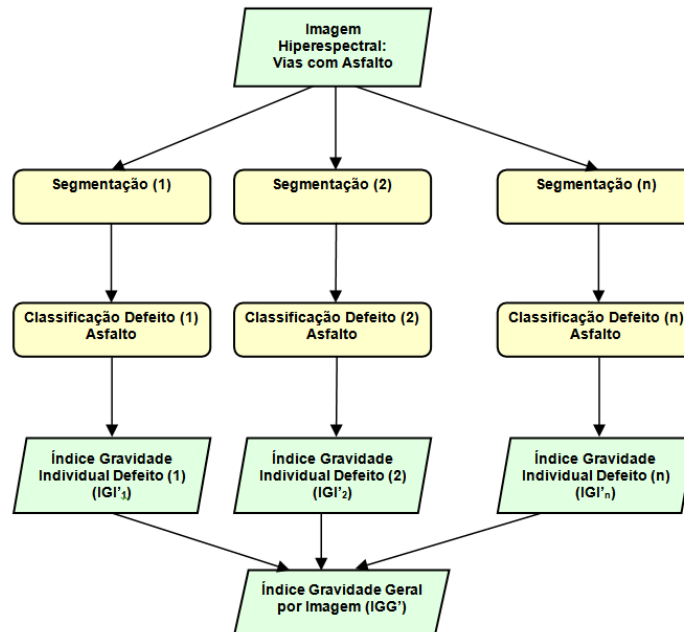 Imagem
Hiperespectral:
Vias com Asfalto
Segmentação (1)
Segmentação (2)
Segmentação (n)
Classificação Defeito (1)
Asfalto
Classificação Defeito (2)
Asfalto
Classificação Defeito (n)
Asfalto
Índice Gravidade
Individual Defeito (1)
(IGI’₁)
Índice Gravidade
Individual Defeito (2)
(IGI’₂)
Índice Gravidade
Individual Defeito (n)
(IGI’ₙ)
Índice Gravidade Geral
por Imagem (IGG’)